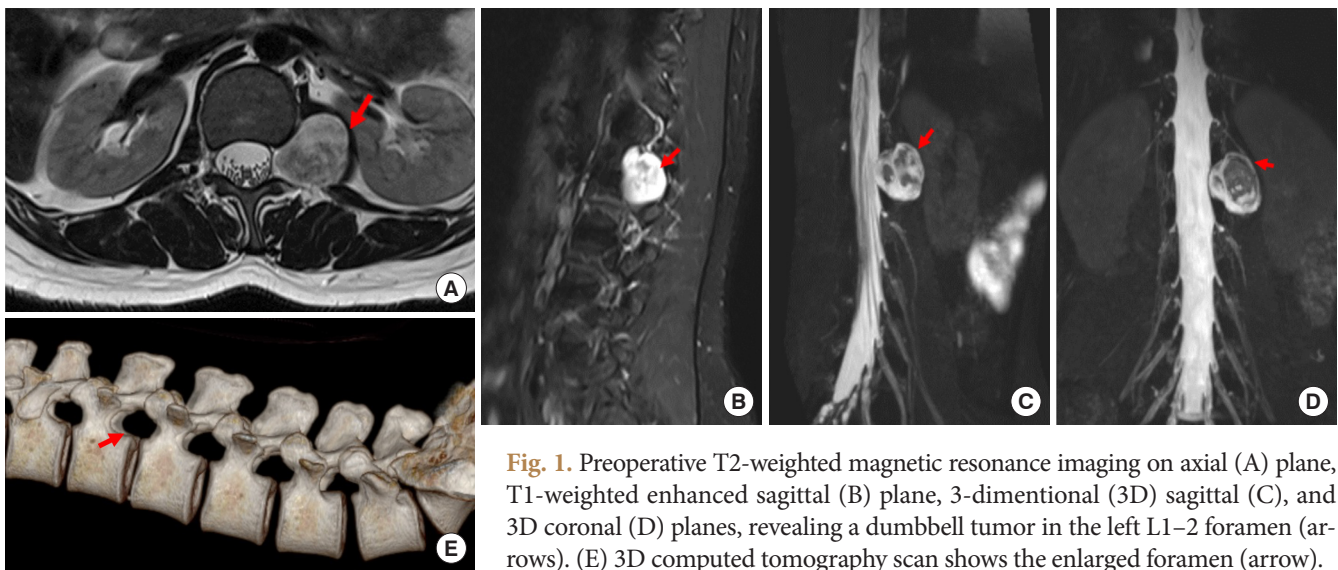 A
B
C
D
E
Fig. 1. Preoperative T2-weighted magnetic resonance imaging on axial (A) plane,
T1-weighted enhanced sagittal (B) plane, 3-dimentional (3D) sagittal (C), and
3D coronal (D) planes, revealing a dumbbell tumor in the left L1–2 foramen (ar-
rows). (E) 3D computed tomography scan shows the enlarged foramen (arrow).